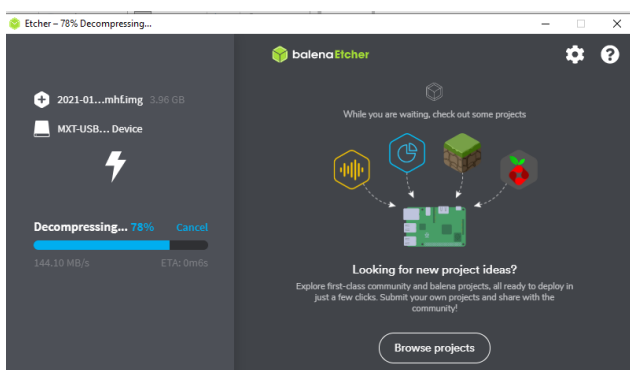 Etcher – 78% Decompressing...
balenaEtcher
2021-01...mhf.img 3.96 GB
MXT-USB... Device
Decompressing... 78% Cancel
144.10 MB/s ETA: 0m6s
While you are waiting, check out some projects
Looking for new project ideas?
Explore first-class community and balena projects, all ready to deploy in
just a few clicks. Submit your own projects and share with the
community!
Browse projects